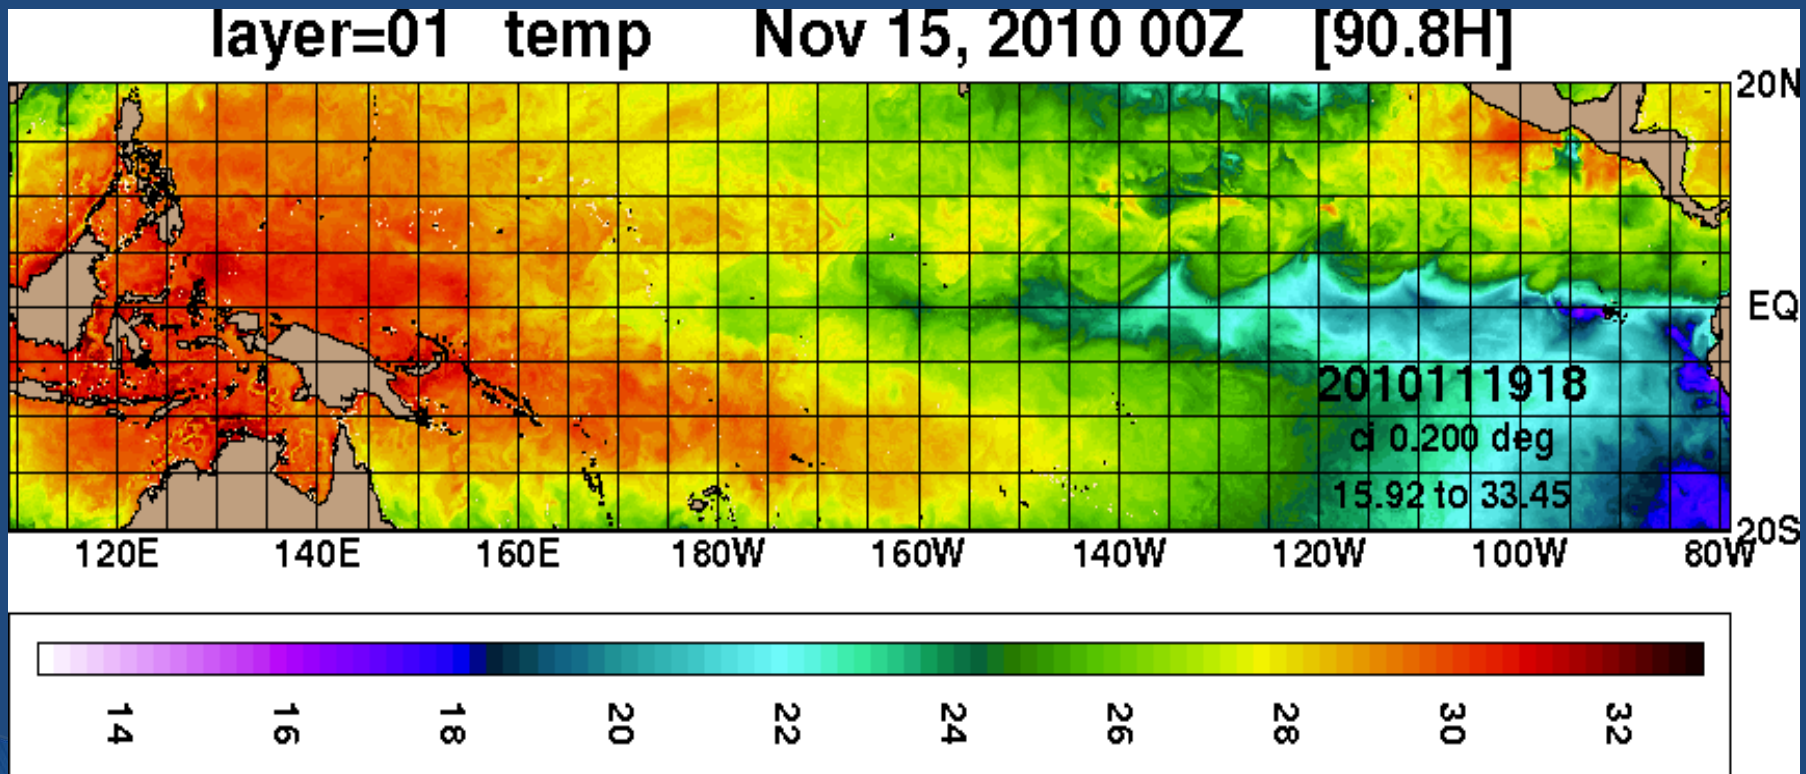 layer=01 temp Nov 15, 2010 00Z [90.8H]
20N
EQ
2010111918
ci 0.200 deg
15.92 to 33.45
20S
120E 140E 160E 180W 160W 140W 120W 100W 80W
14 16 18 20 22 24 26 28 30 32